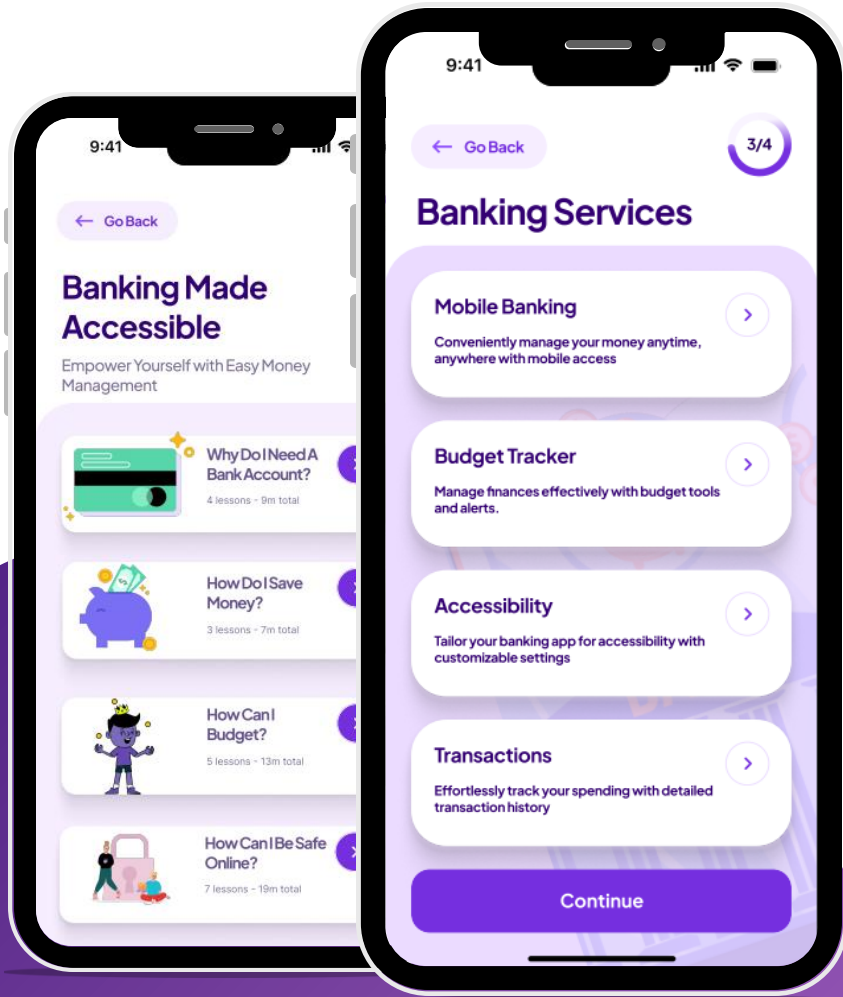 9:41
Go Back
Banking Made
Accessible
Empower Yourself with Easy Money
Management
Why Do I Need A
Bank Account?
4 lessons - 9m total
How Do I Save
Money?
3 lessons - 7m total
How Can I
Budget?
5 lessons - 13m total
How Can I Be Safe
Online?
7 lessons - 19m total
9:41
Go Back
3/4
Banking Services
Mobile Banking
Conveniently manage your money anytime,
anywhere with mobile access
Budget Tracker
Manage finances effectively with budget tools
and alerts.
Accessibility
Tailor your banking app for accessibility with
customizable settings
Transactions
Effortlessly track your spending with detailed
transaction history
Continue